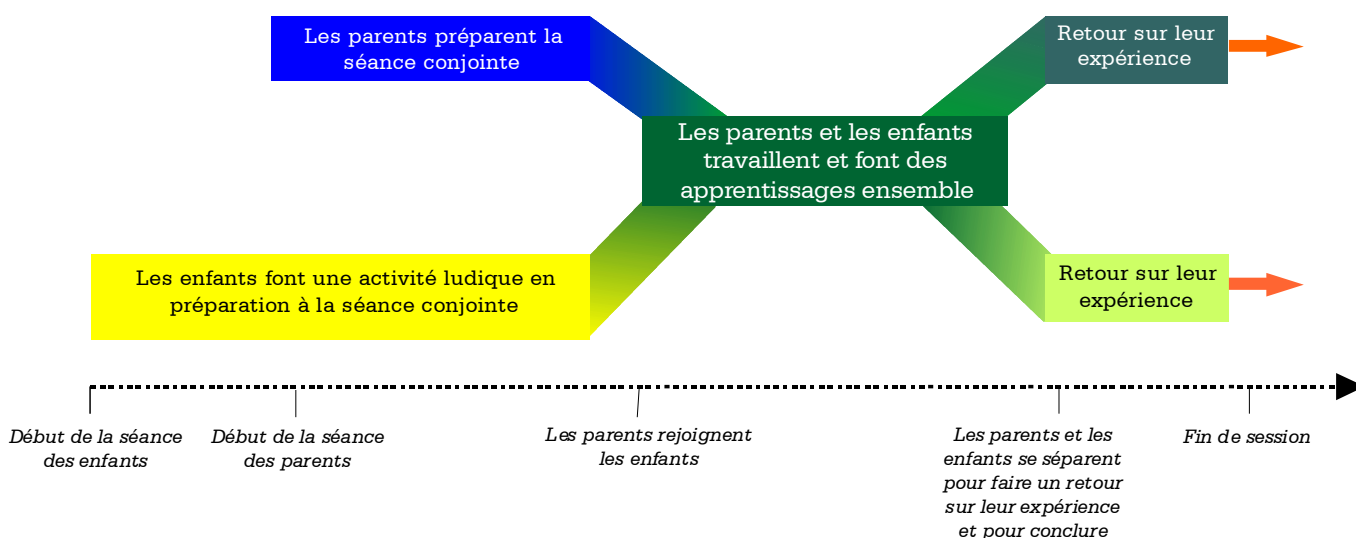 Les parents préparent la
séance conjointe
Retour sur leur
expérience
Les parents et les enfants
travaillent et font des
apprentissages ensemble
Les enfants font une activité ludique en
préparation à la séance conjointe
Retour sur leur
expérience
Début de la séance
des enfants
Début de la séance
des parents
Les parents rejoignent
les enfants
Les parents et les
enfants se séparent
pour faire un retour
sur leur expérience
et pour conclure
Fin de session